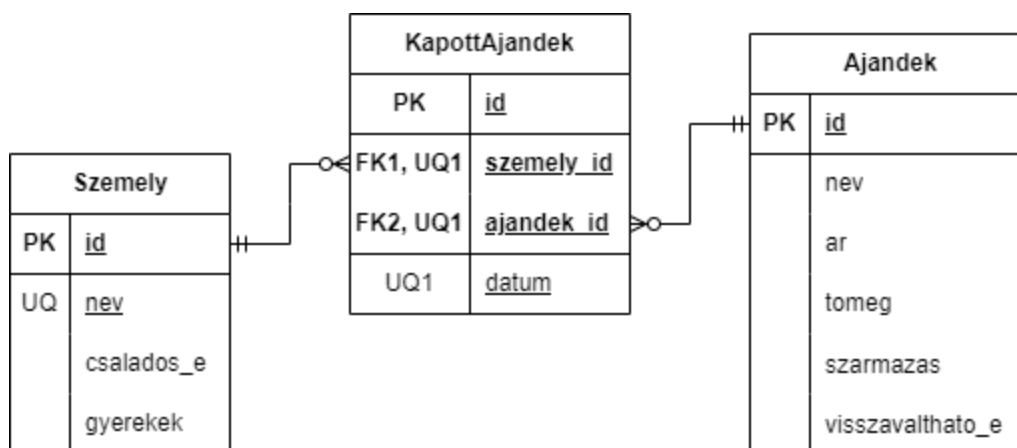 KapottAjandek
PK id
FK1, UQ1 szemely_id
FK2, UQ1 ajandek_id
UQ1 datum
Szemely
PK id
UQ nev
csalados_e
gyerekek
Ajandek
PK id
nev
ar
tomeg
szarmazas
visszavalthato_e